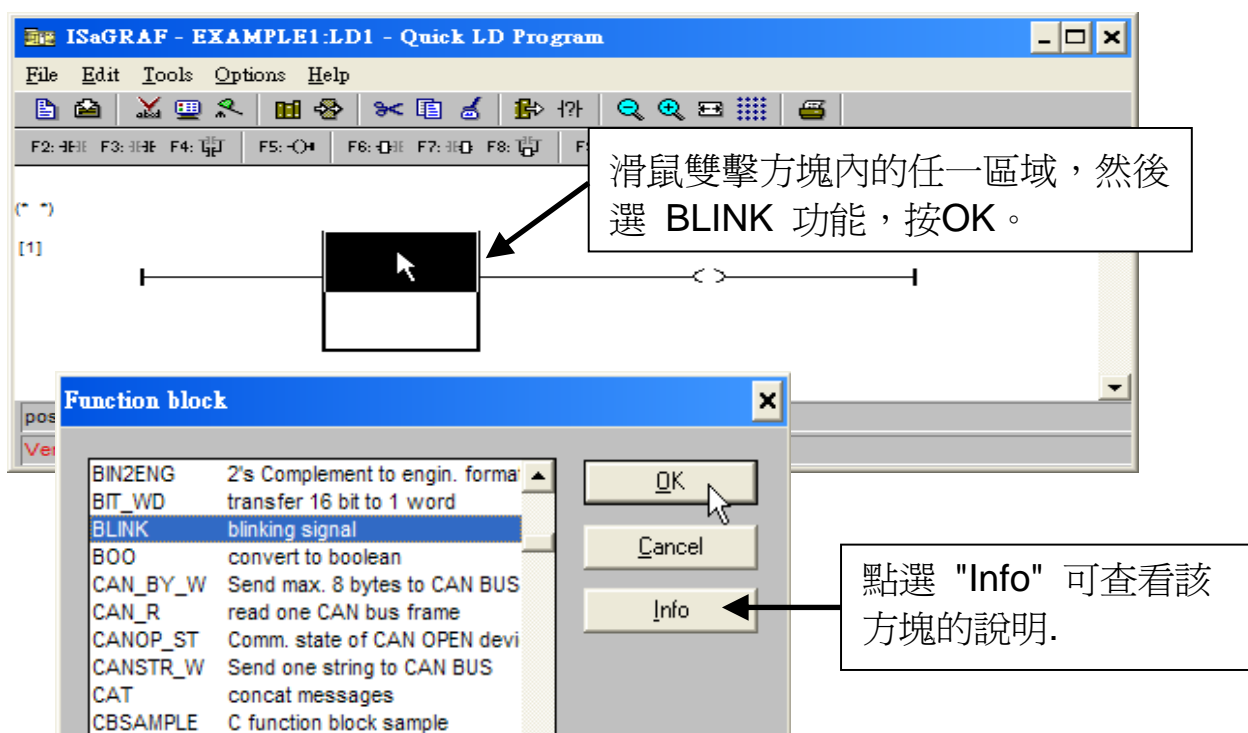 ISaGRAF - EXAMPLE1:LD1 - Quick LD Program
File Edit Tools Options Help
F2: F3: F4: F5: F6: F7: F8:
滑鼠雙擊方塊內的任一區域，然後
選 BLINK 功能，按OK。
(* *)
[1]
Function block
pos
Ver
BIN2ENG 2's Complement to engin. format
BIT_WD transfer 16 bit to 1 word
BLINK blinking signal
BOO convert to boolean
CAN_BY_W Send max. 8 bytes to CAN BUS
CAN_R read one CAN bus frame
CANOP_ST Comm. state of CAN OPEN devi
CANSTR_W Send one string to CAN BUS
CAT concat messages
CBSAMPLE C function block sample
OK
Cancel
Info
點選 "Info" 可查看該
方塊的說明.